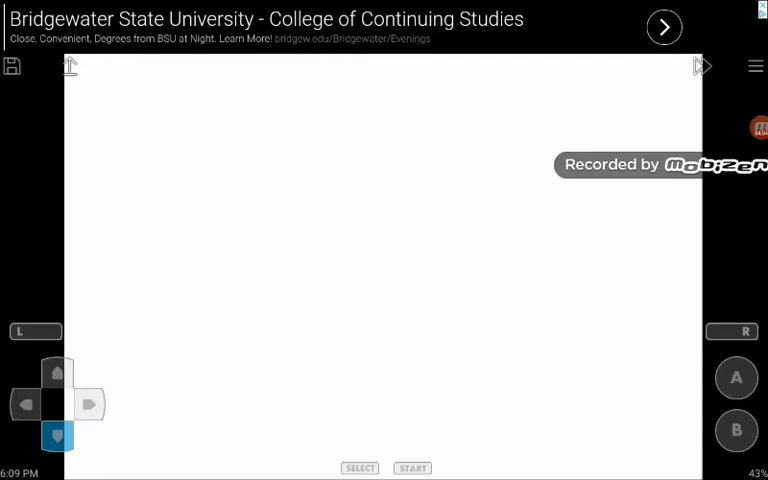 Bridgewater State University - College of Continuing Studies
Close, Convenient, Degrees from BSU at Night. Learn More! bridgew.edu/Bridgewater/Evenings
Recorded by mobizen
L
R
A
B
SELECT
START
6:09 PM
43%